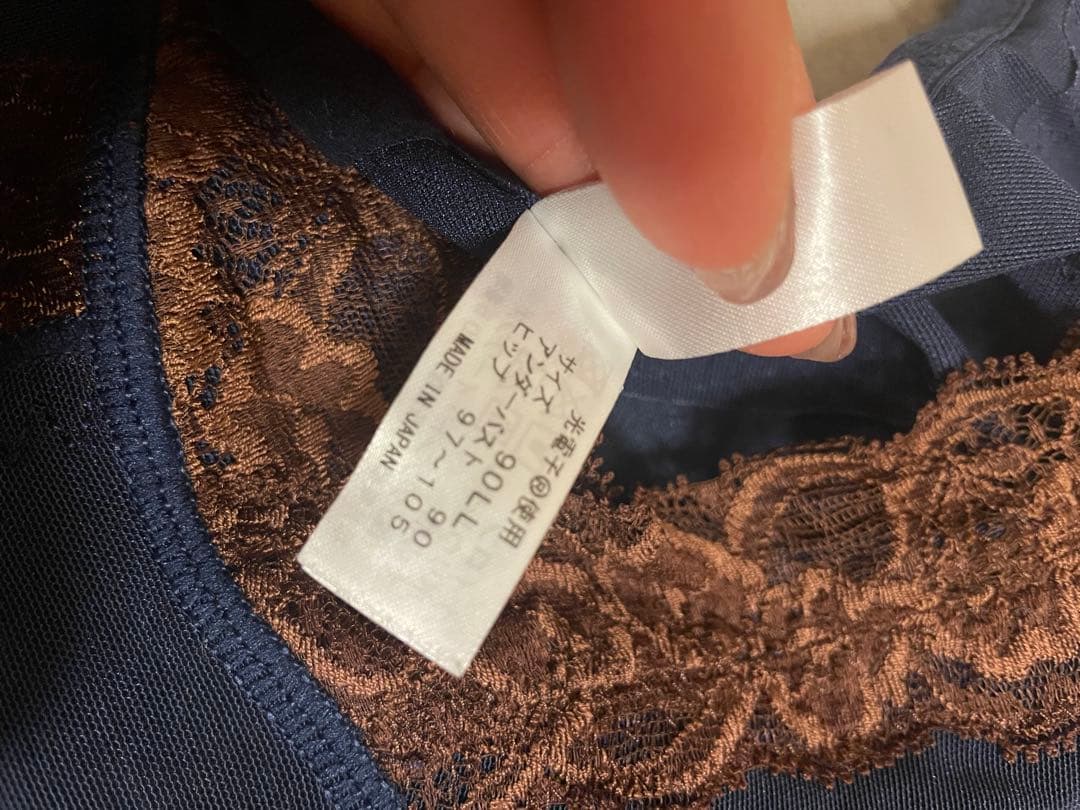 光電子®使用
サイズ 90LL
アンダーバスト 90
ヒップ 97～105
MADE IN JAPAN